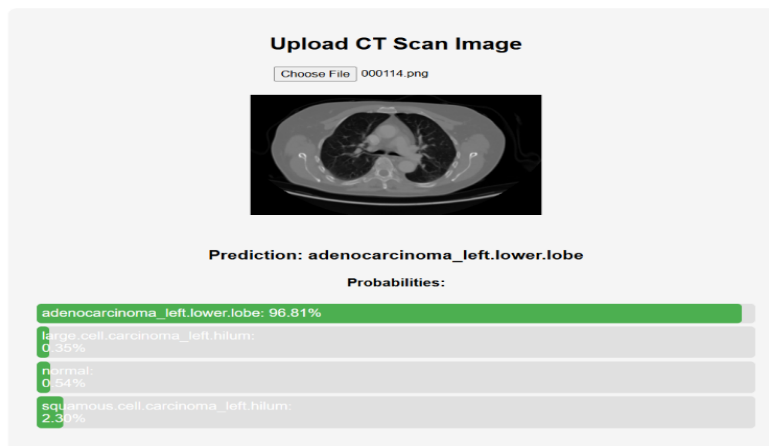 Upload CT Scan Image
Choose File 000114.png
Prediction: adenocarcinoma_left.lower.lobe
Probabilities:
adenocarcinoma_left.lower.lobe: 96.81%
large.cell.carcinoma_left.hilum:
0.35%
normal:
0.54%
squamous.cell.carcinoma_left.hilum:
2.30%